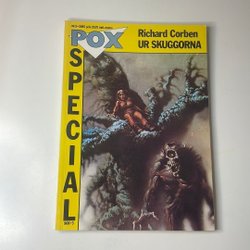 POX
Richard Corben
UR SKUGGORNA
SPECIAL